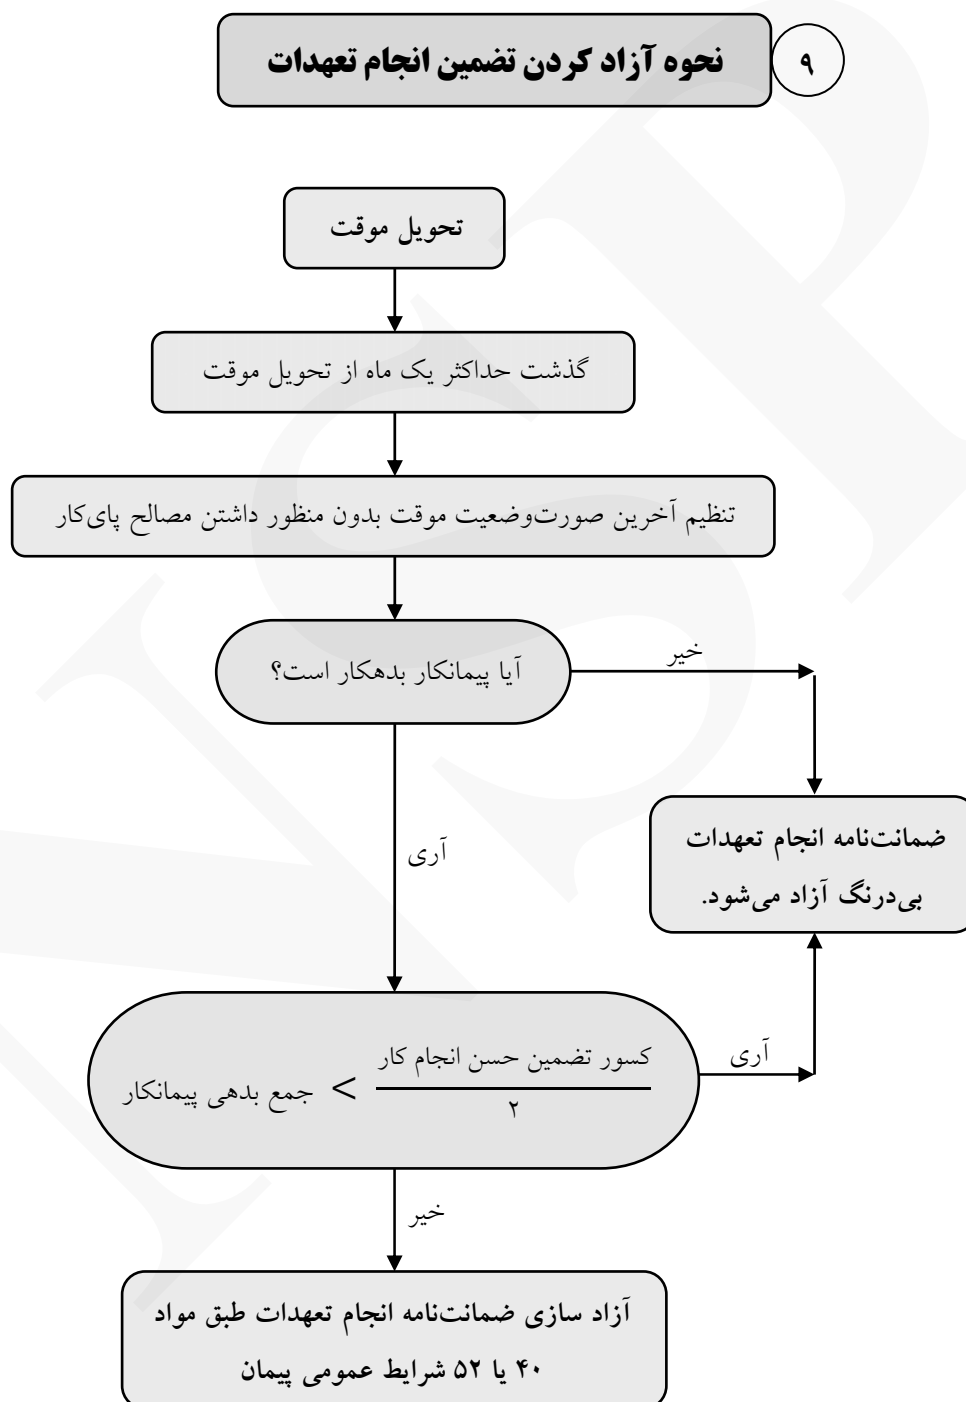 ۹
نحوه آزاد کردن تضمین انجام تعهدات
تحویل موقت
گذشت حداکثر یک ماه از تحویل موقت
تنظیم آخرین صورت‌وضعیت موقت بدون منظور داشتن مصالح پای‌کار
آیا پیمانکار بدهکار است؟
خیر
ضمانت‌نامه انجام تعهدات
بی‌درنگ آزاد می‌شود.
آری
کسور تضمین حسن انجام کار
جمع بدهی پیمانکار <
۲
آری
خیر
آزاد سازی ضمانت‌نامه انجام تعهدات طبق مواد
۴۰ یا ۵۲ شرایط عمومی پیمان
NSP